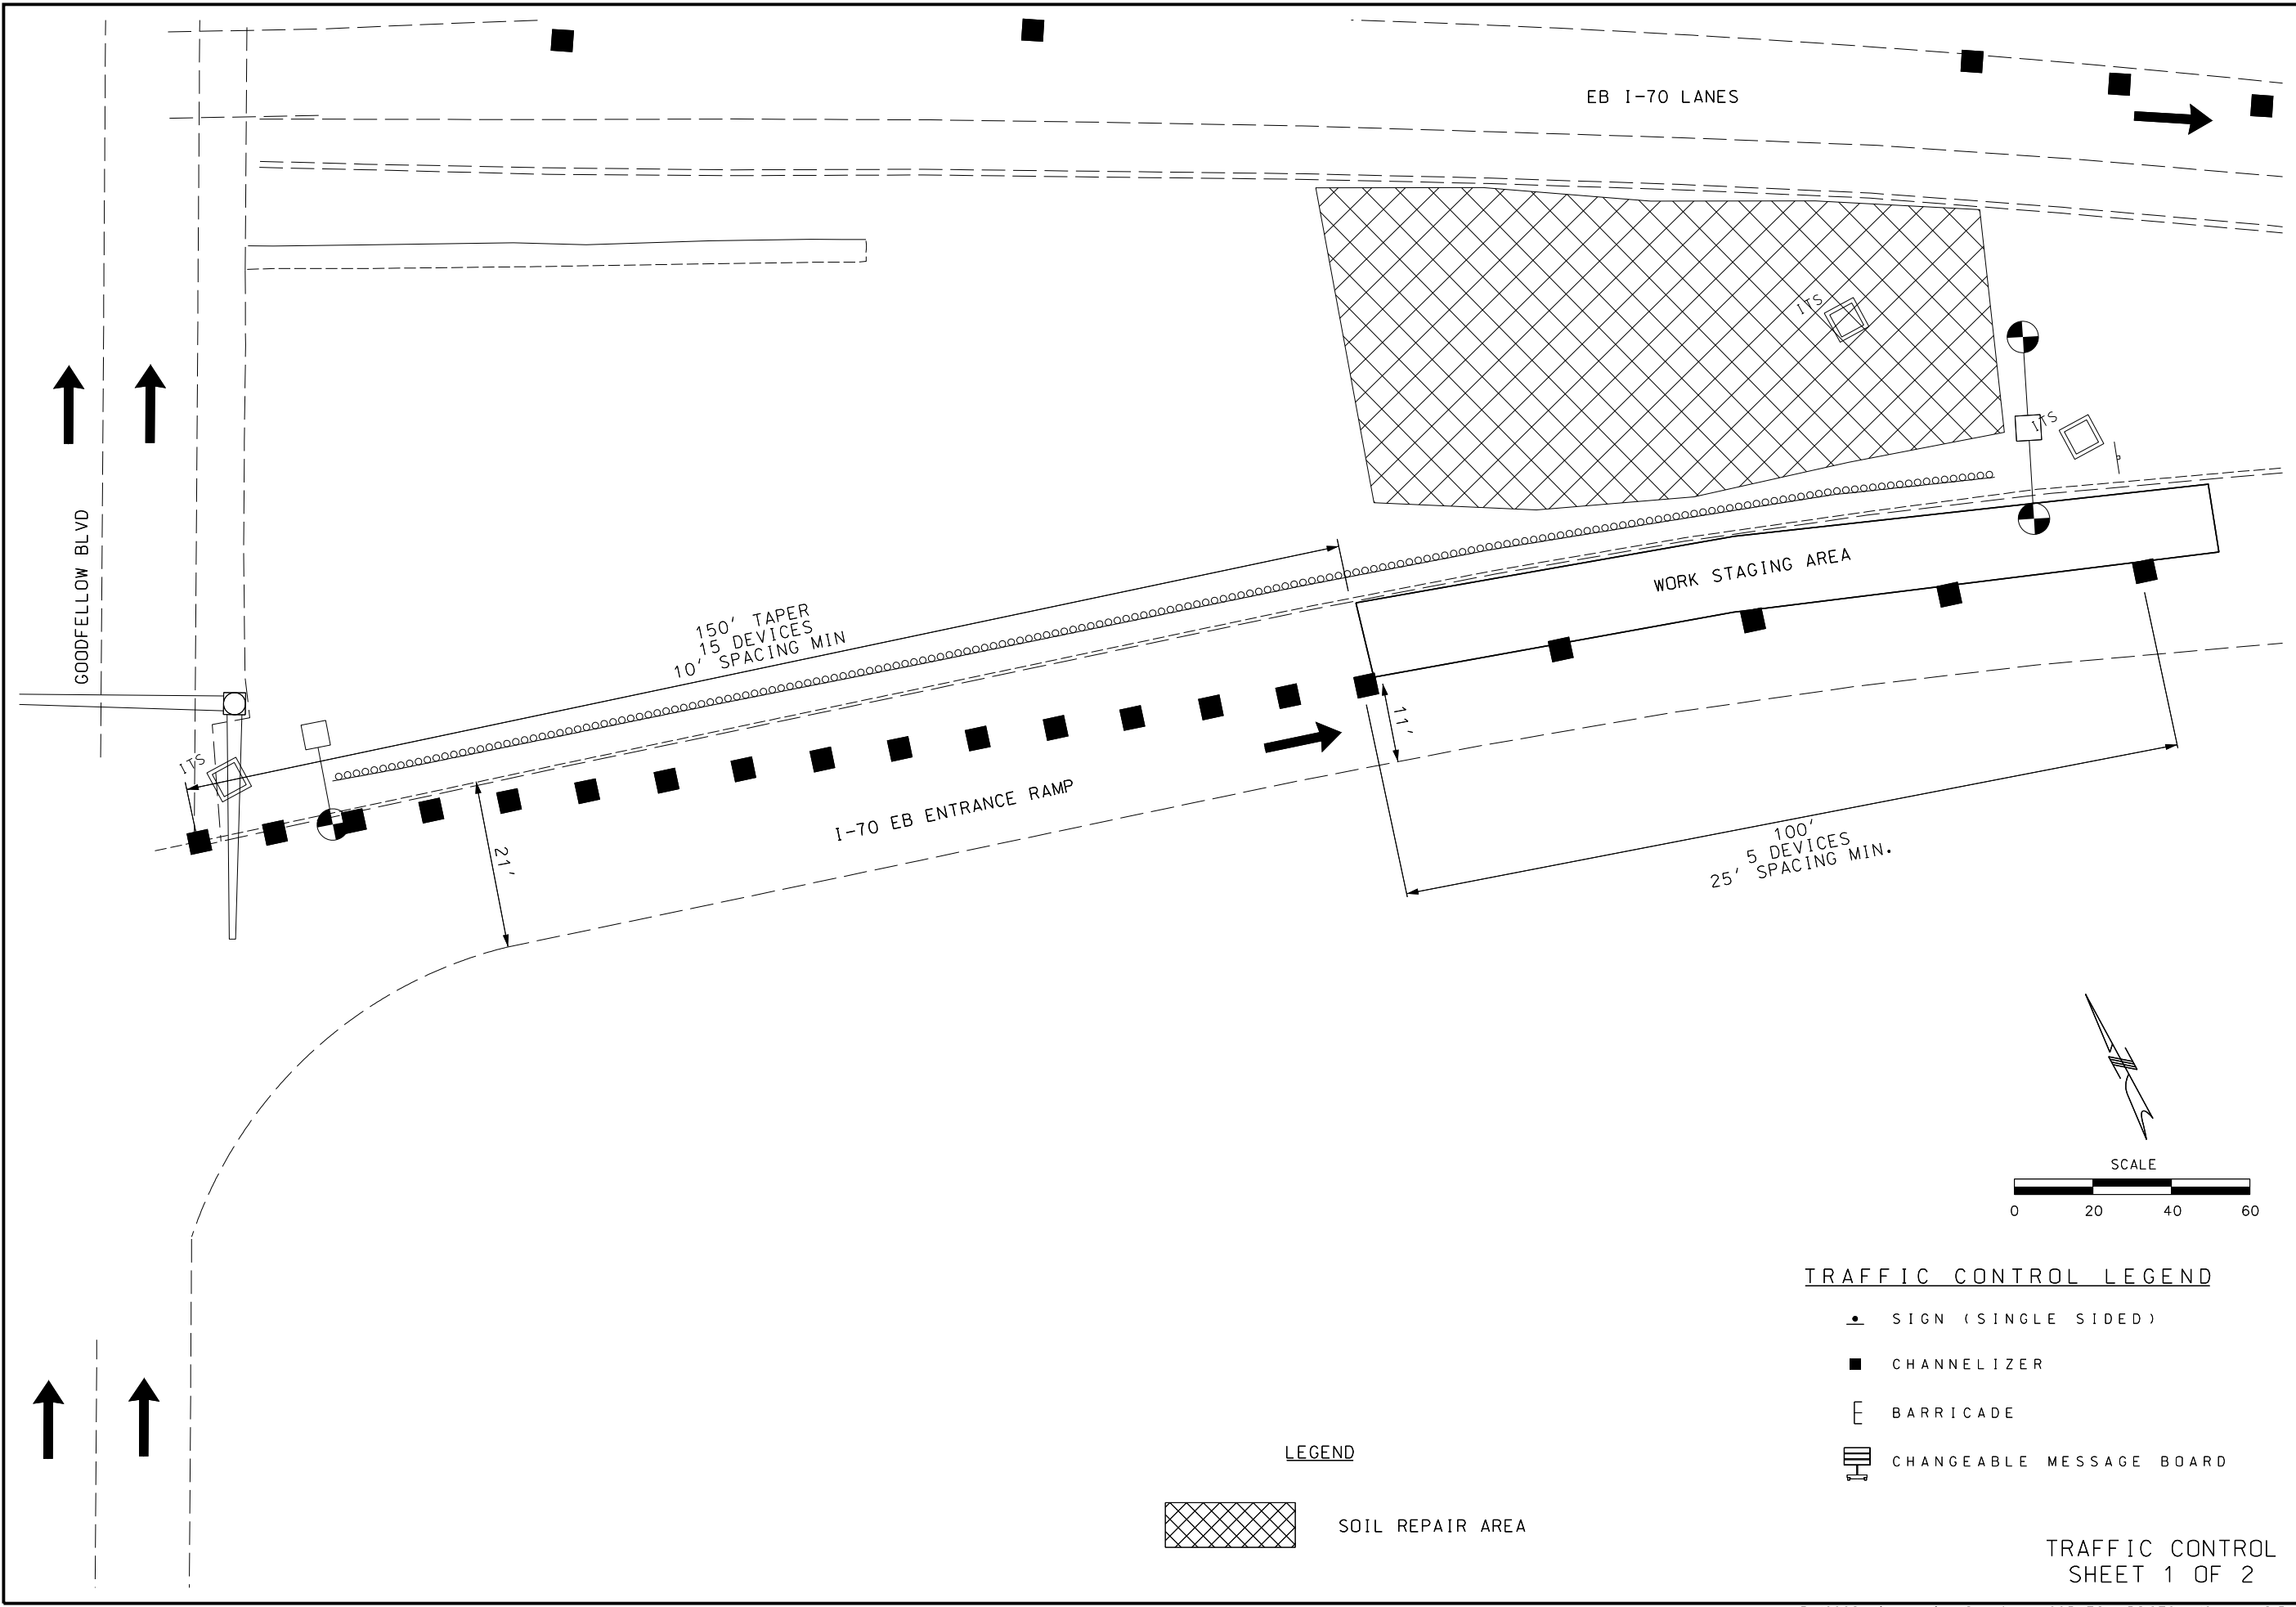 EB I-70 LANES
ITS
ITS
GOODFELLOW BLVD
WORK STAGING AREA
150' TAPER
15 DEVICES
10' SPACING MIN
11'
ITS
I-70 EB ENTRANCE RAMP
21'
100'
5 DEVICES
25' SPACING MIN.
SCALE
0 20 40 60
TRAFFIC CONTROL LEGEND
SIGN (SINGLE SIDED)
CHANNELIZER
BARRICADE
CHANGEABLE MESSAGE BOARD
LEGEND
SOIL REPAIR AREA
TRAFFIC CONTROL
SHEET 1 OF 2